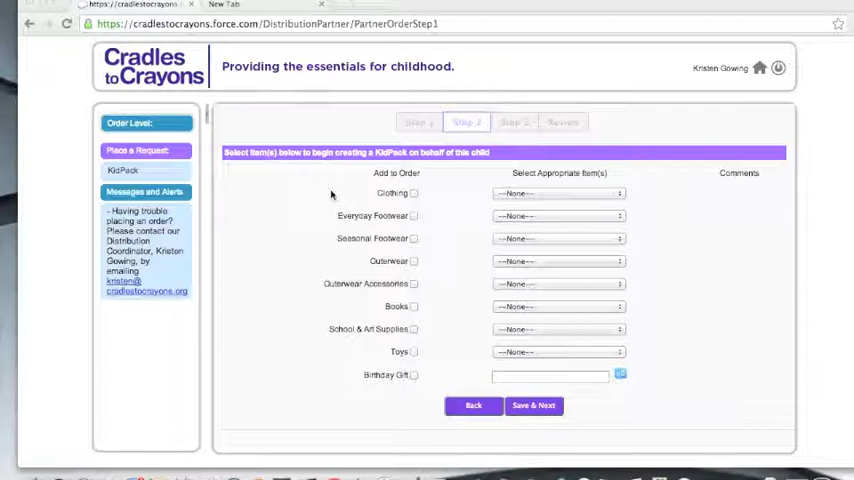 https://cradlestocrayons.force.com/
New Tab
https://cradlestocrayons.force.com/DistributionPartner/PartnerOrderStep1
Cradles
to Crayons
Providing the essentials for childhood.
Kristen Gowing
Order Level:
Place a Request:
KidPack
Messages and Alerts
- Having trouble
placing an order?
Please contact our
Distribution
Coordinator, Kristen
Gowing, by
emailing
kristen@
cradlestocrayons.org
Step 1
Step 2
Step 3
Review
Select Item(s) below to begin creating a KidPack on behalf of this child
Add to Order
Select Appropriate Item(s)
Comments
Clothing
--None--
Everyday Footwear
--None--
Seasonal Footwear
--None--
Outerwear
--None--
Outerwear Accessories
--None--
Books
--None--
School & Art Supplies
--None--
Toys
--None--
Birthday Gift
Back
Save & Next